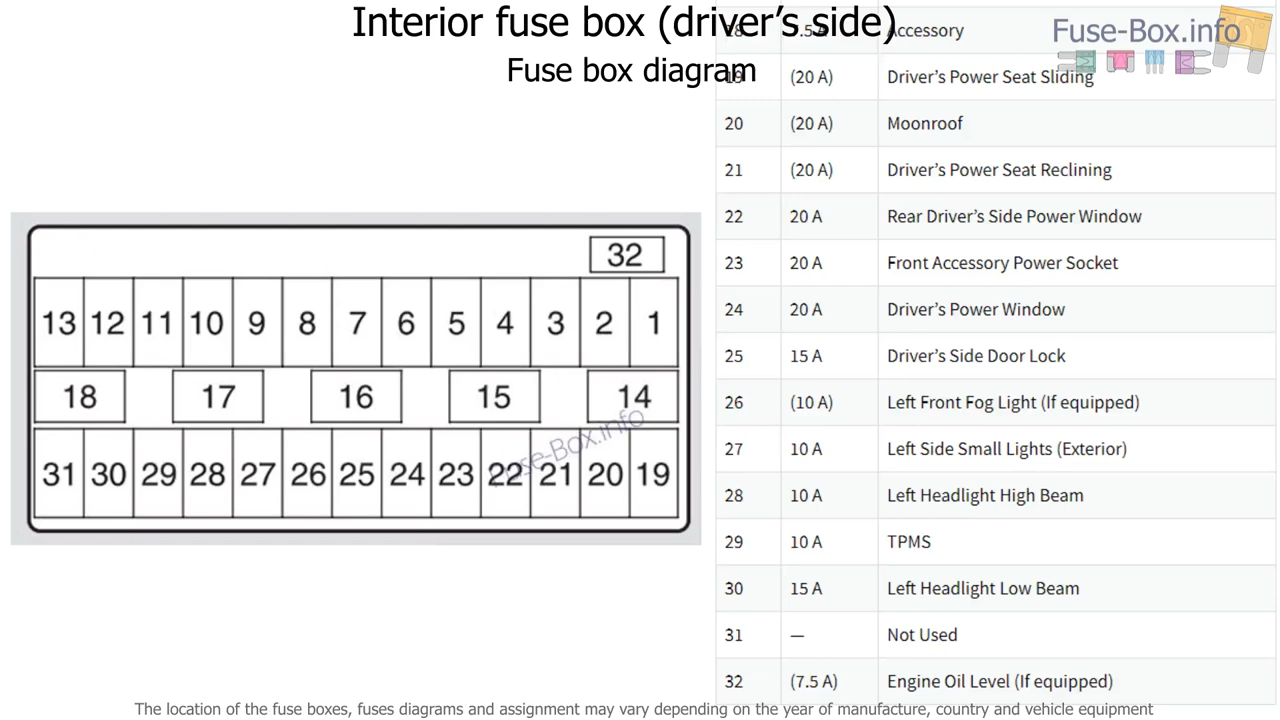 Interior fuse box (driver’s side)
Fuse box diagram
Fuse-Box.info
32
13 12 11 10 9 8 7 6 5 4 3 2 1
18 17 16 15 14
Fuse-Box.info
31 30 29 28 27 26 25 24 23 22 21 20 19
Accessory
19 (20 A) Driver’s Power Seat Sliding
20 (20 A) Moonroof
21 (20 A) Driver’s Power Seat Reclining
22 20 A Rear Driver’s Side Power Window
23 20 A Front Accessory Power Socket
24 20 A Driver’s Power Window
25 15 A Driver’s Side Door Lock
26 (10 A) Left Front Fog Light (If equipped)
27 10 A Left Side Small Lights (Exterior)
28 10 A Left Headlight High Beam
29 10 A TPMS
30 15 A Left Headlight Low Beam
31 — Not Used
32 (7.5 A) Engine Oil Level (If equipped)
The location of the fuse boxes, fuses diagrams and assignment may vary depending on the year of manufacture, country and vehicle equipment